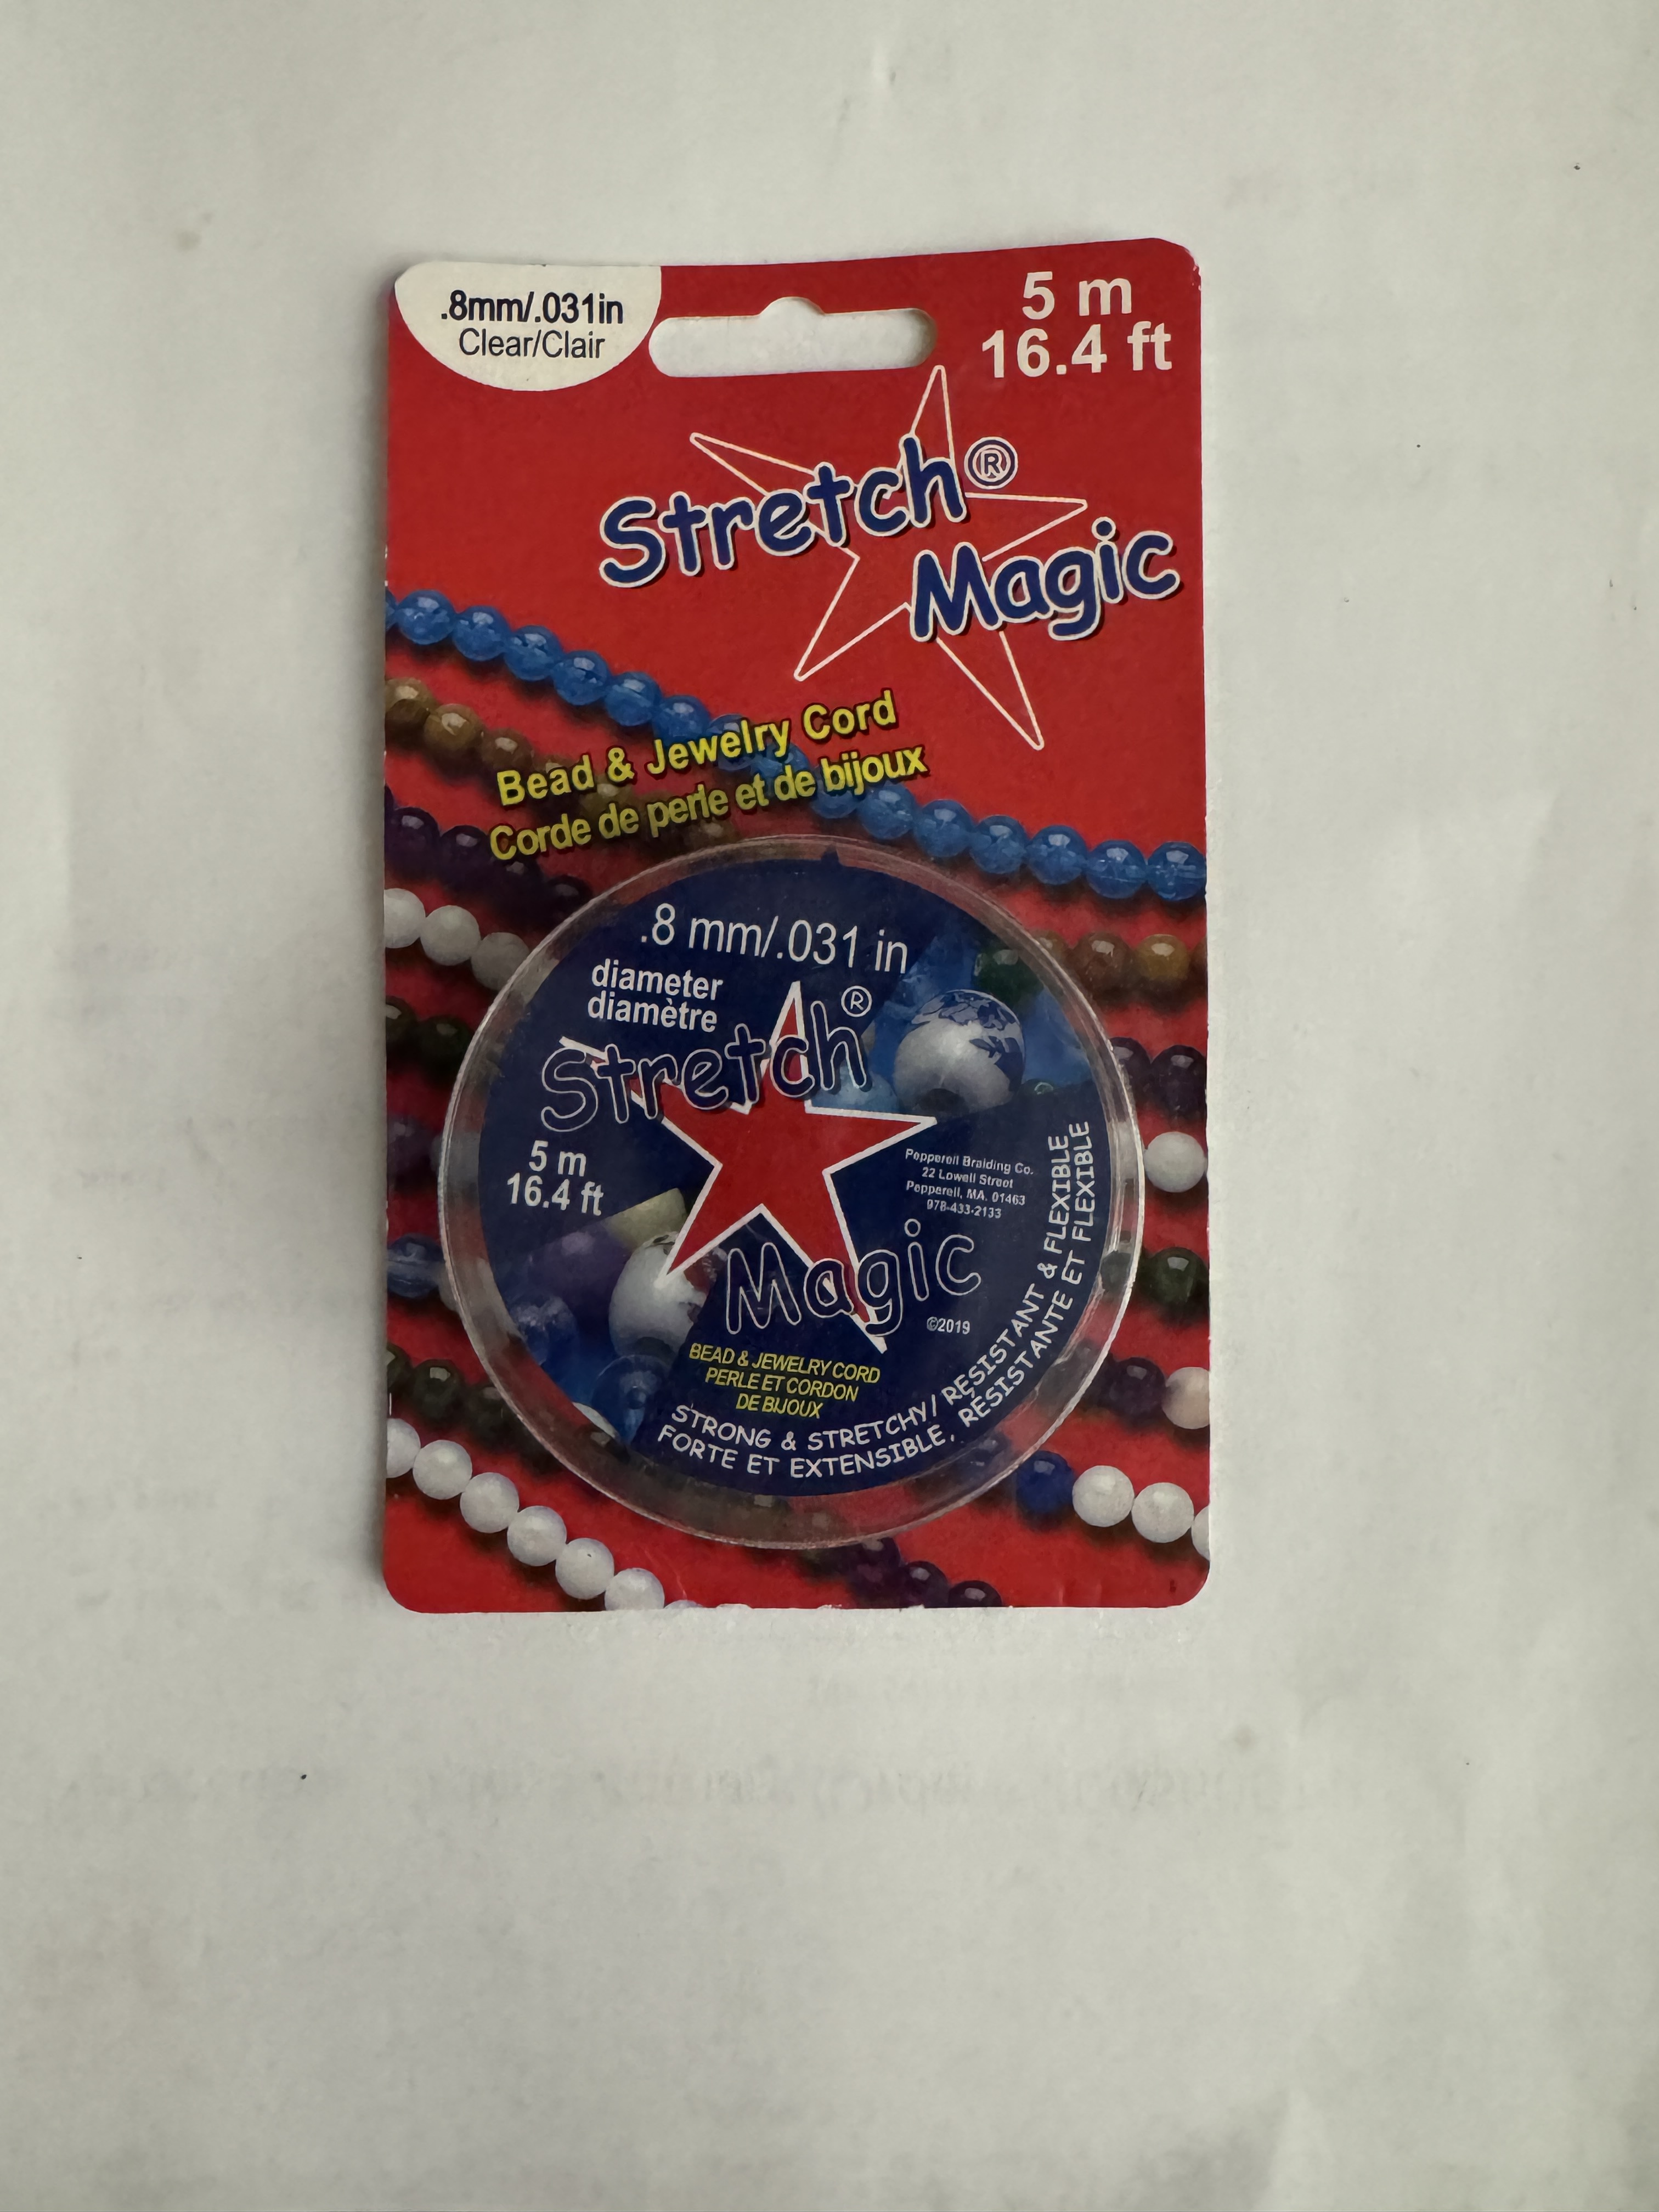 .8mm/.031in
Clear/Clair
5 m
16.4 ft
Stretch®
Magic
Bead & Jewelry Cord
Corde de perle et de bijoux
.8 mm/.031 in
diameter
diamètre
Stretch®
5 m
16.4 ft
Pepperell Braiding Co.
22 Lowell Street
Pepperell, MA. 01463
978-433-2133
Magic
©2019
BEAD & JEWELRY CORD
PERLE ET CORDON
DE BIJOUX
STRONG & STRETCHY/ RÉSISTANT & FLEXIBLE
FORTE ET EXTENSIBLE, RÉSISTANTE ET FLEXIBLE